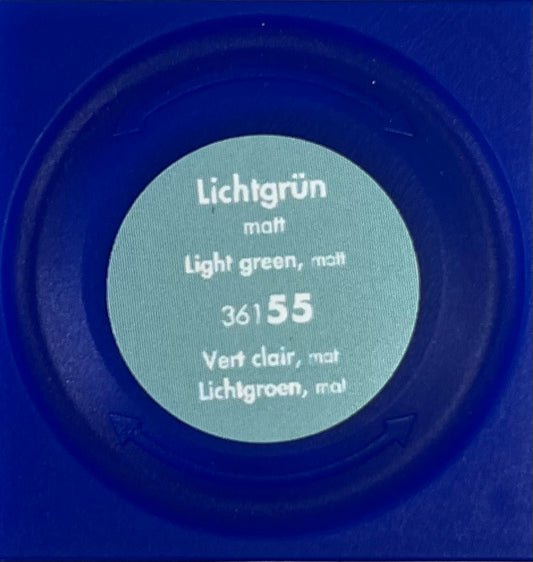 Lichtgrün
matt
Light green, matt
36155
Vert clair, mat
Lichtgroen, mat